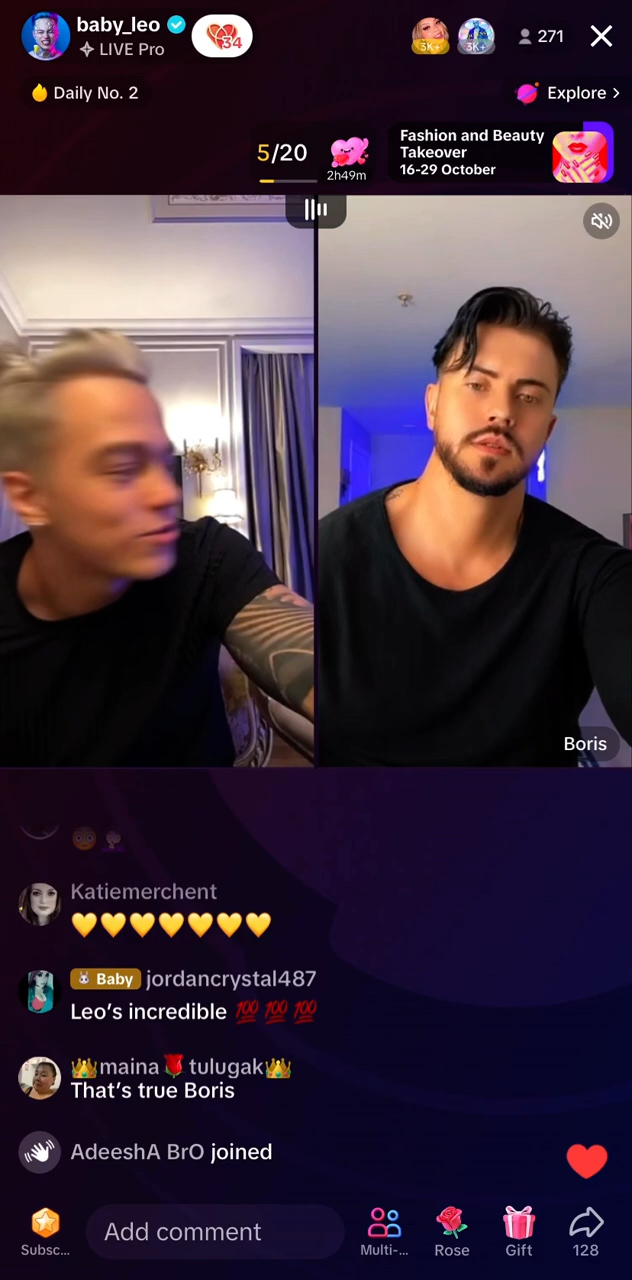 baby_leo
LIVE Pro
34
3K+
3K+
271
Daily No. 2
Explore >
5/20
2h49m
Fashion and Beauty
Takeover
16-29 October
Boris
Katiemerchent
💛💛💛💛💛💛💛
Baby jordancrystal487
Leo's incredible 💯 💯 💯
👑maina🌹tulugak👑
That's true Boris
AdeeshA BrO joined
Add comment
Subsc...
Multi-...
Rose
Gift
128